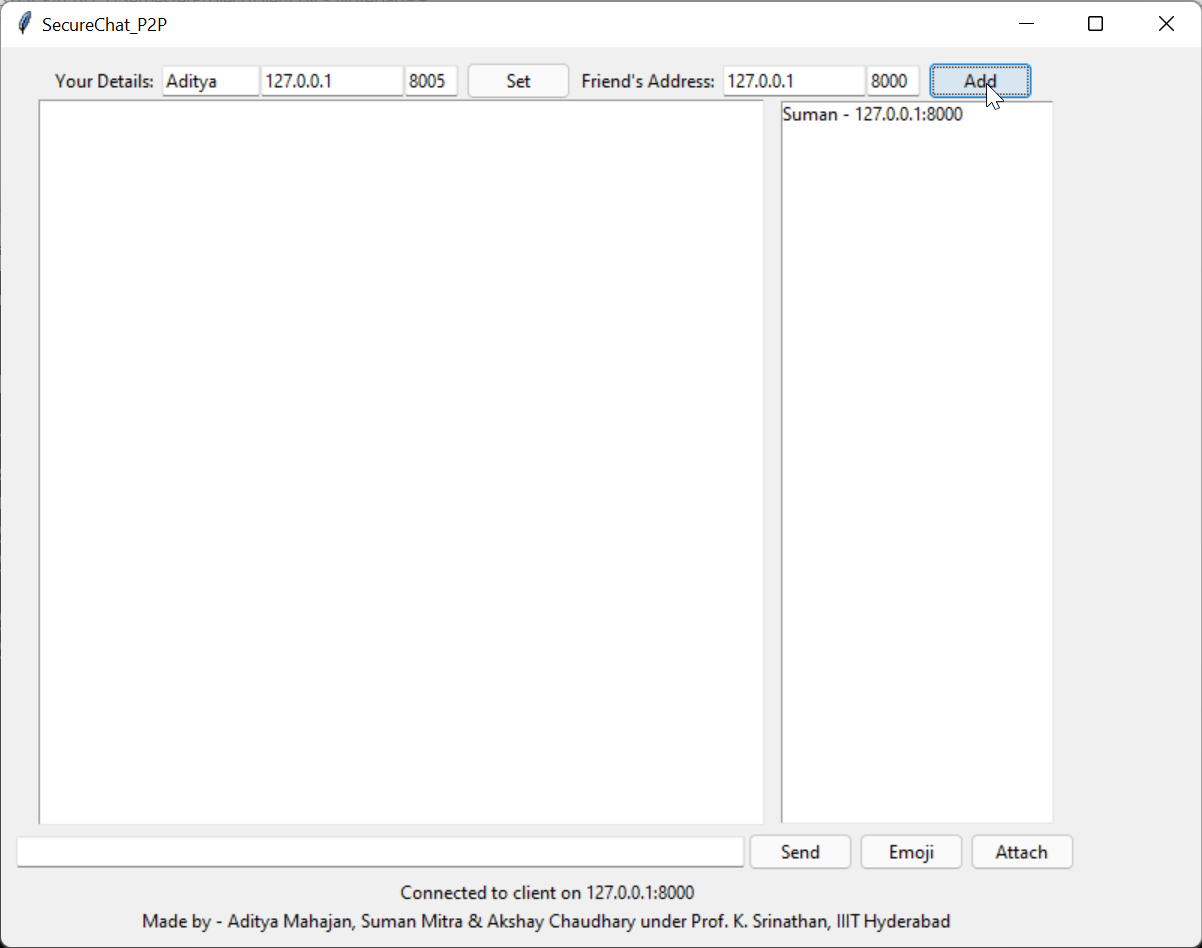 SecureChat_P2P
Your Details: Aditya 127.0.0.1 8005 Set Friend's Address: 127.0.0.1 8000 Add
Suman - 127.0.0.1:8000
Send Emoji Attach
Connected to client on 127.0.0.1:8000
Made by - Aditya Mahajan, Suman Mitra & Akshay Chaudhary under Prof. K. Srinathan, IIIT Hyderabad